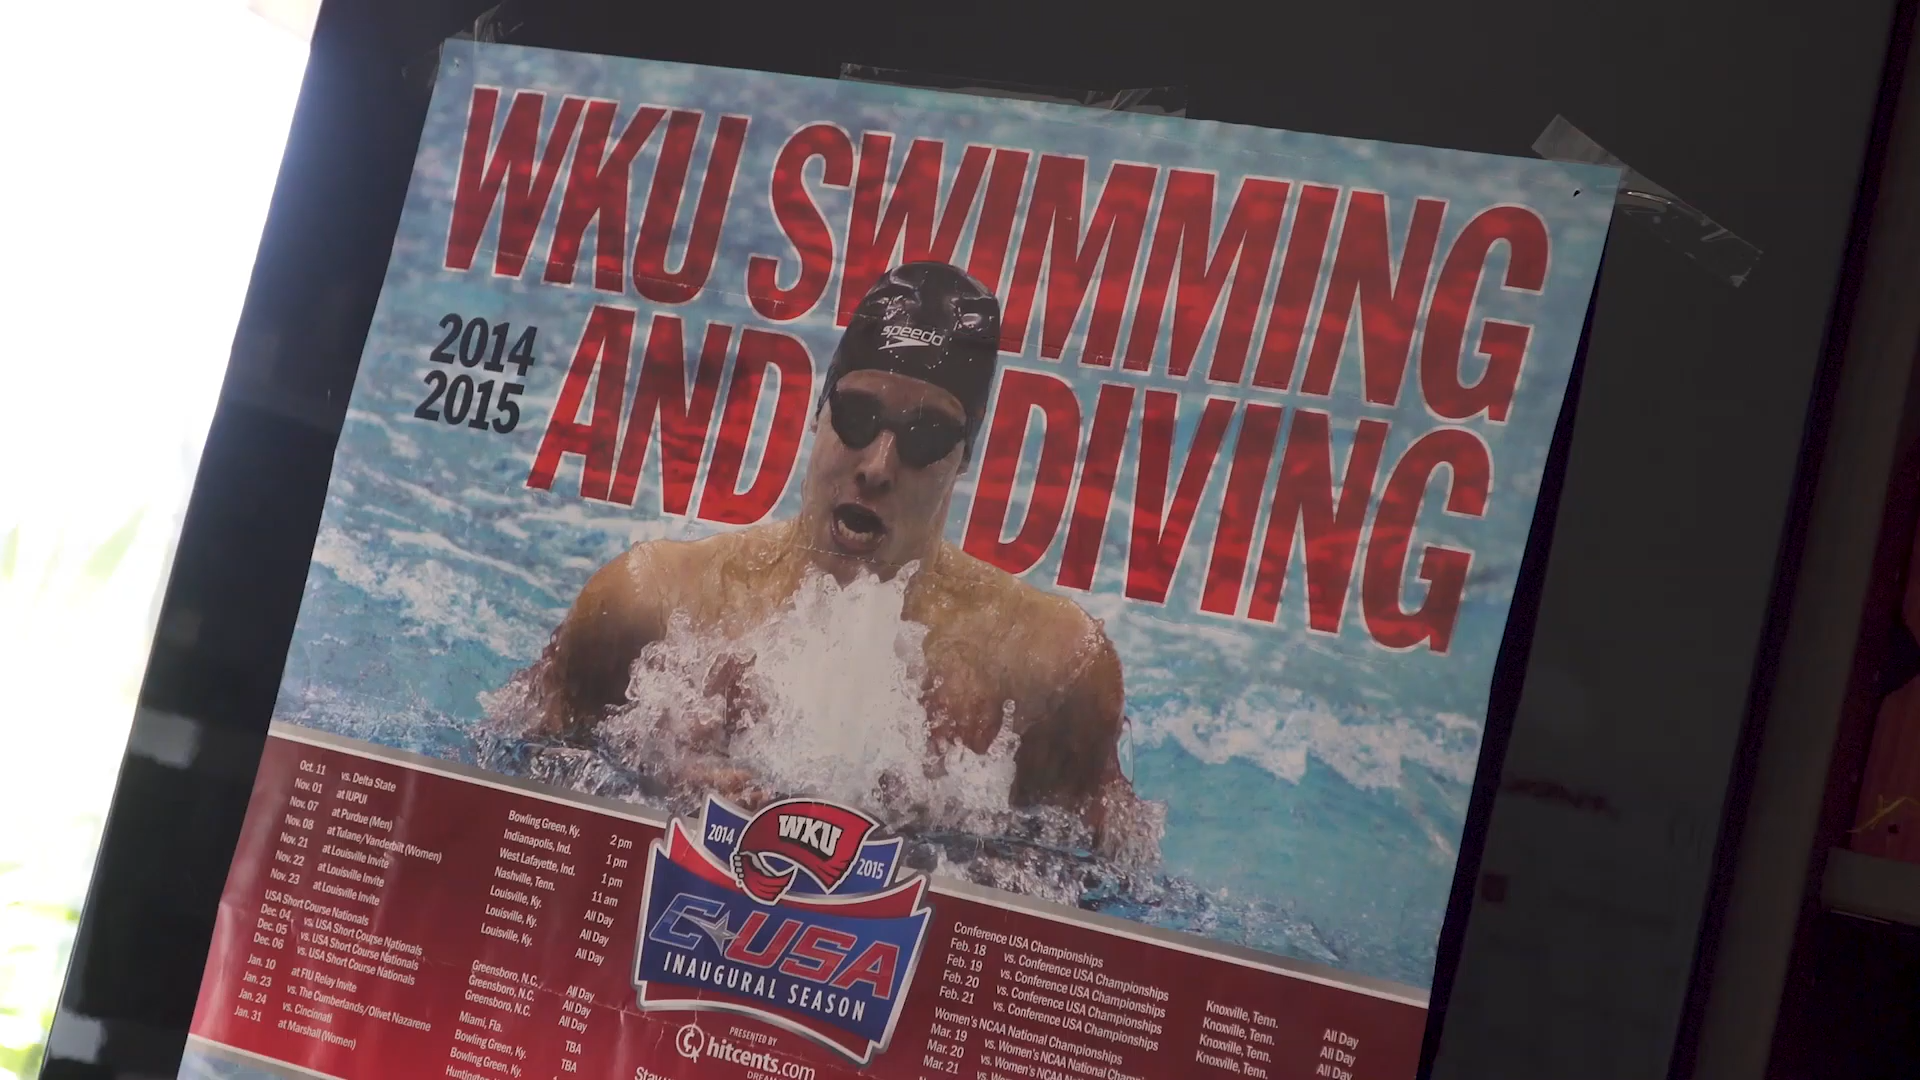 WKU SWIMMING
AND DIVING
2014
2015
speedo
Oct. 11 vs. Delta State Bowling Green, Ky. 2 pm
Nov. 01 at IUPUI Indianapolis, Ind. 1 pm
Nov. 07 at Purdue (Men) West Lafayette, Ind. 1 pm
Nov. 08 at Tulane/Vanderbilt (Women) Nashville, Tenn. 11 am
Nov. 21 at Louisville Invite Louisville, Ky. All Day
Nov. 22 at Louisville Invite Louisville, Ky. All Day
Nov. 23 at Louisville Invite Louisville, Ky. All Day
USA Short Course Nationals
Dec. 04 vs. USA Short Course Nationals Greensboro, N.C. All Day
Dec. 05 vs. USA Short Course Nationals Greensboro, N.C. All Day
Dec. 06 vs. USA Short Course Nationals Greensboro, N.C. All Day
Jan. 10 at FIU Relay Invite Miami, Fla. TBA
Jan. 23 vs. The Cumberlands/Olivet Nazarene Bowling Green, Ky. TBA
Jan. 24 vs. Cincinnati Bowling Green, Ky.
Jan. 31 at Marshall (Women)
2014 WKU 2015
C USA
INAUGURAL SEASON
PRESENTED BY
hitcents.com
Conference USA Championships
Feb. 18 vs. Conference USA Championships Knoxville, Tenn. All Day
Feb. 19 vs. Conference USA Championships Knoxville, Tenn. All Day
Feb. 20 vs. Conference USA Championships Knoxville, Tenn. All Day
Feb. 21 vs. Conference USA Championships Knoxville, Tenn.
Women's NCAA National Championships
Mar. 19 vs. Women's NCAA National Cham
Mar. 20 vs. Women's NCAA Nat
Mar. 21